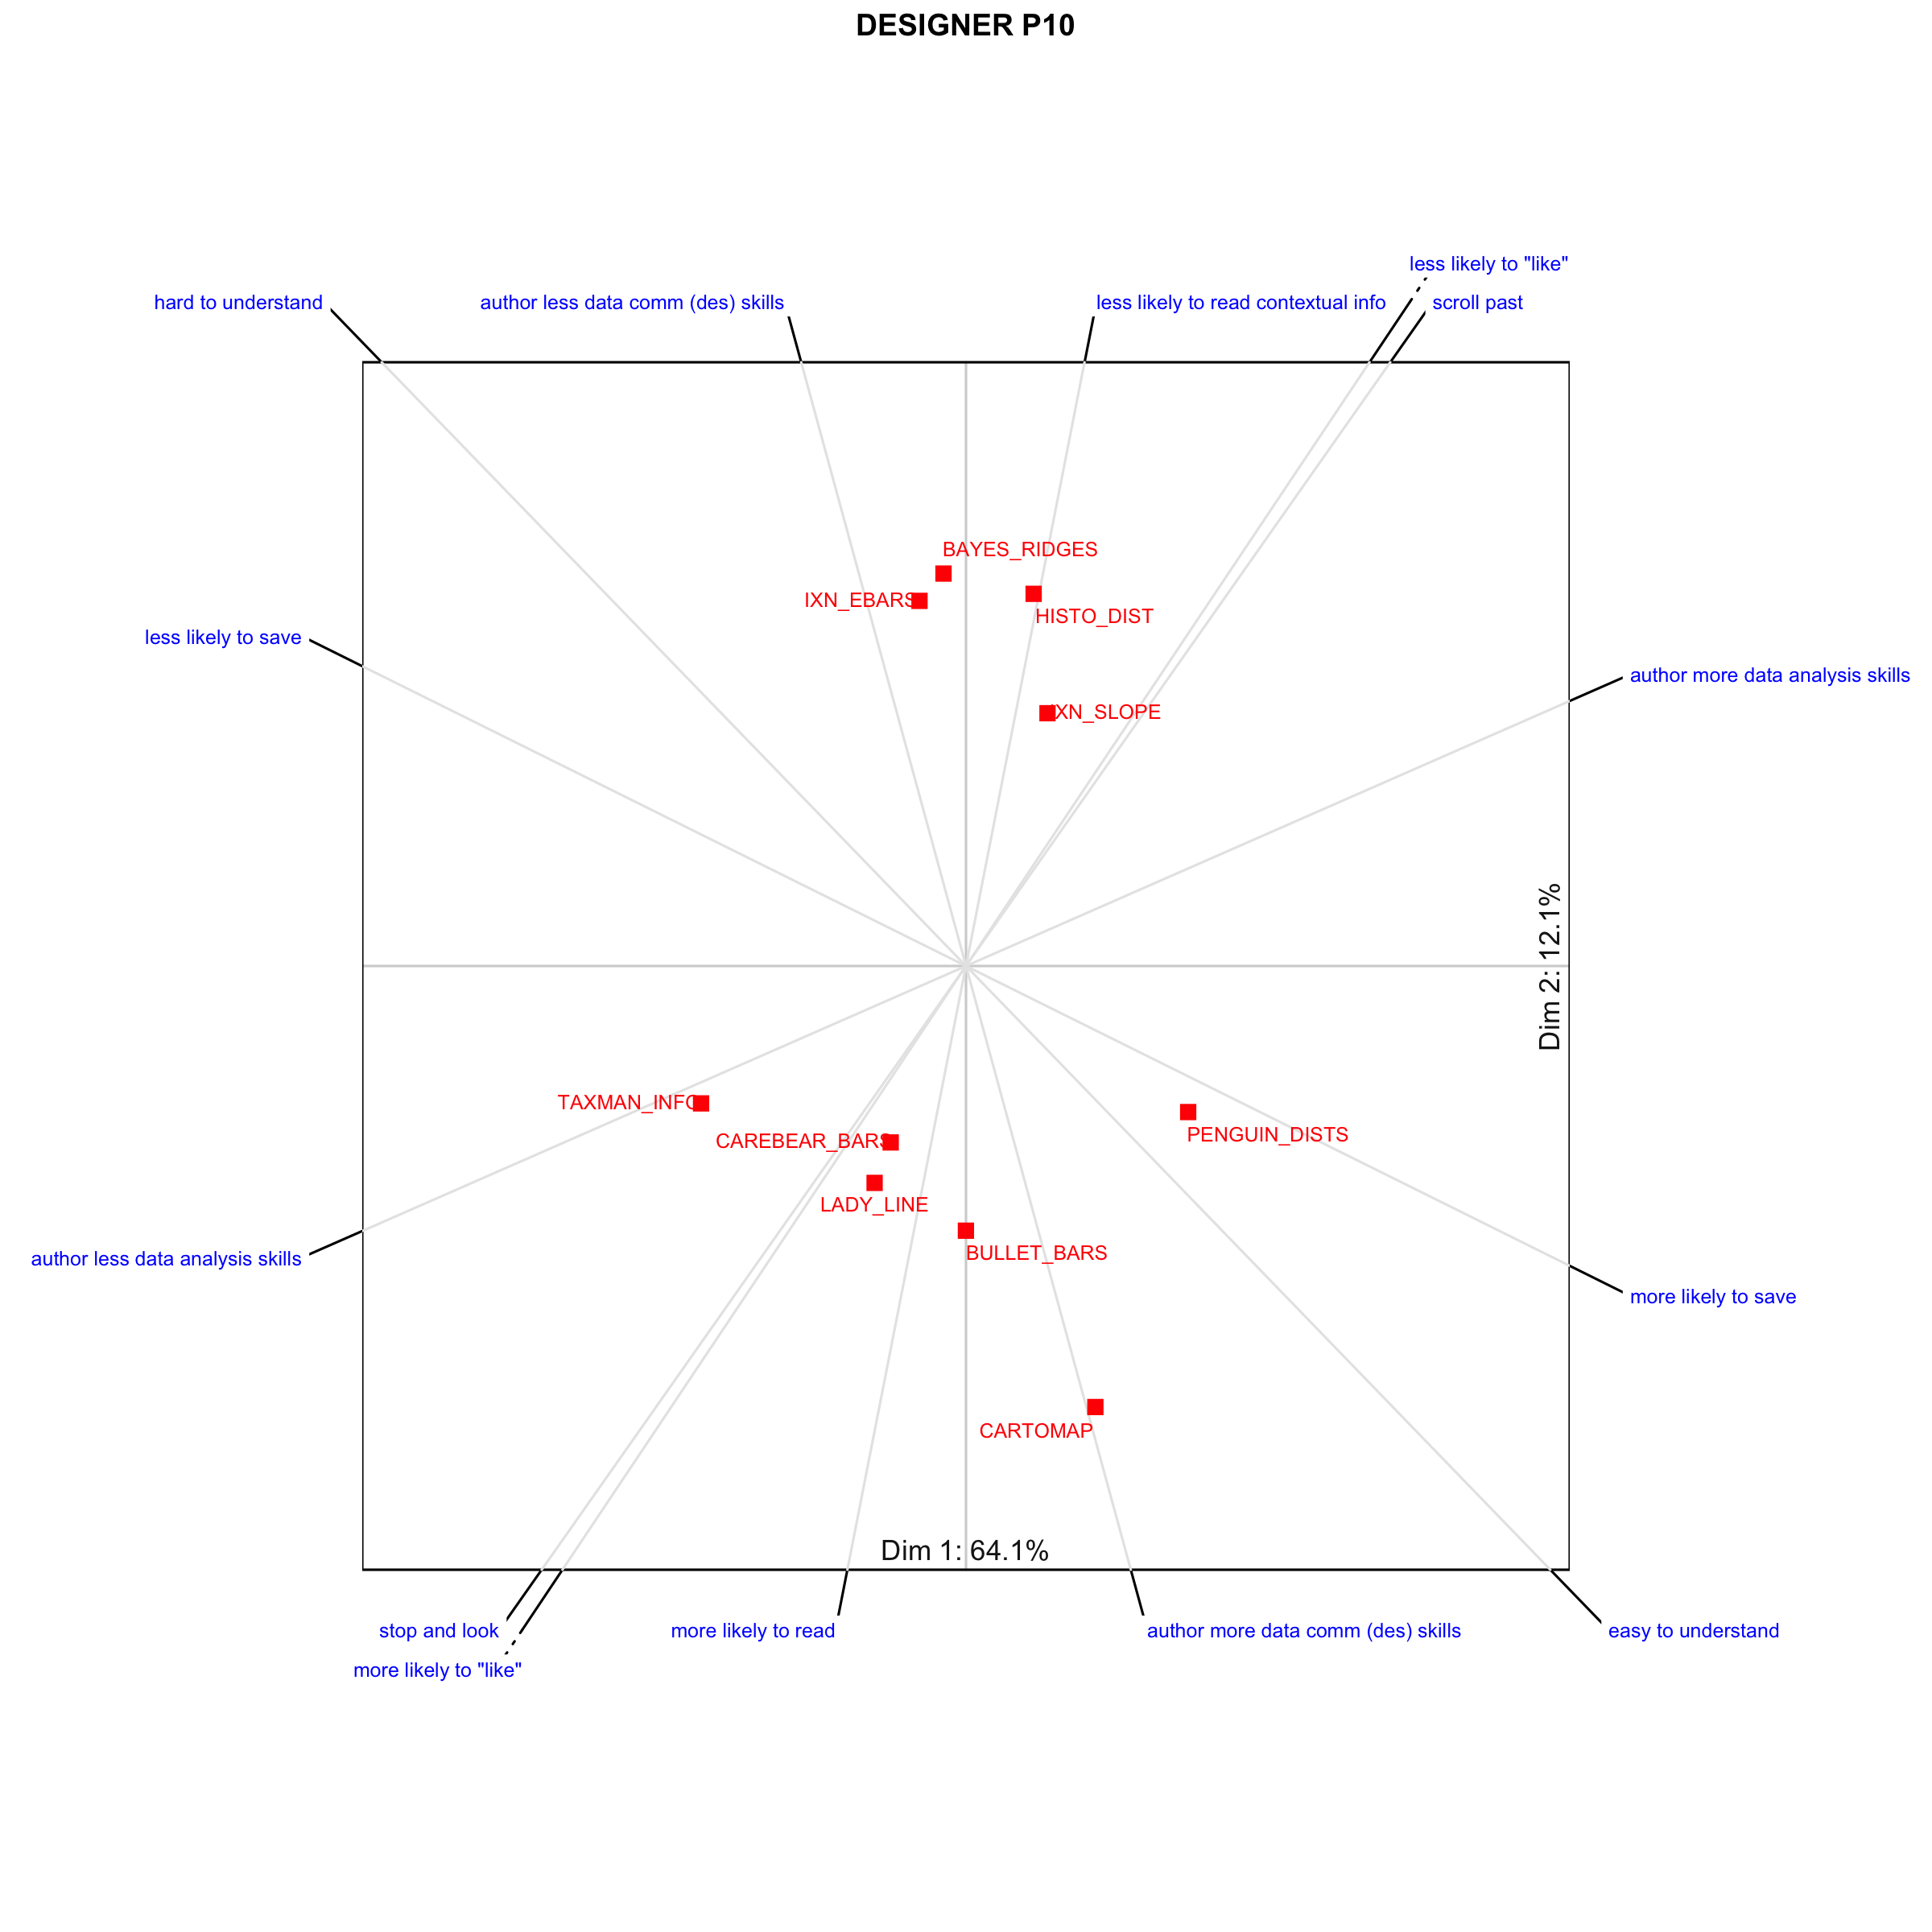 DESIGNER P10
less likely to "like"
hard to understand
author less data comm (des) skills
less likely to read contextual info
scroll past
BAYES_RIDGES
IXN_EBARS
HISTO_DIST
less likely to save
author more data analysis skills
IXN_SLOPE
Dim 2: 12.1%
TAXMAN_INFO
CAREBEAR_BARS
PENGUIN_DISTS
LADY_LINE
BULLET_BARS
author less data analysis skills
more likely to save
CARTOMAP
Dim 1: 64.1%
stop and look
more likely to read
author more data comm (des) skills
easy to understand
more likely to "like"